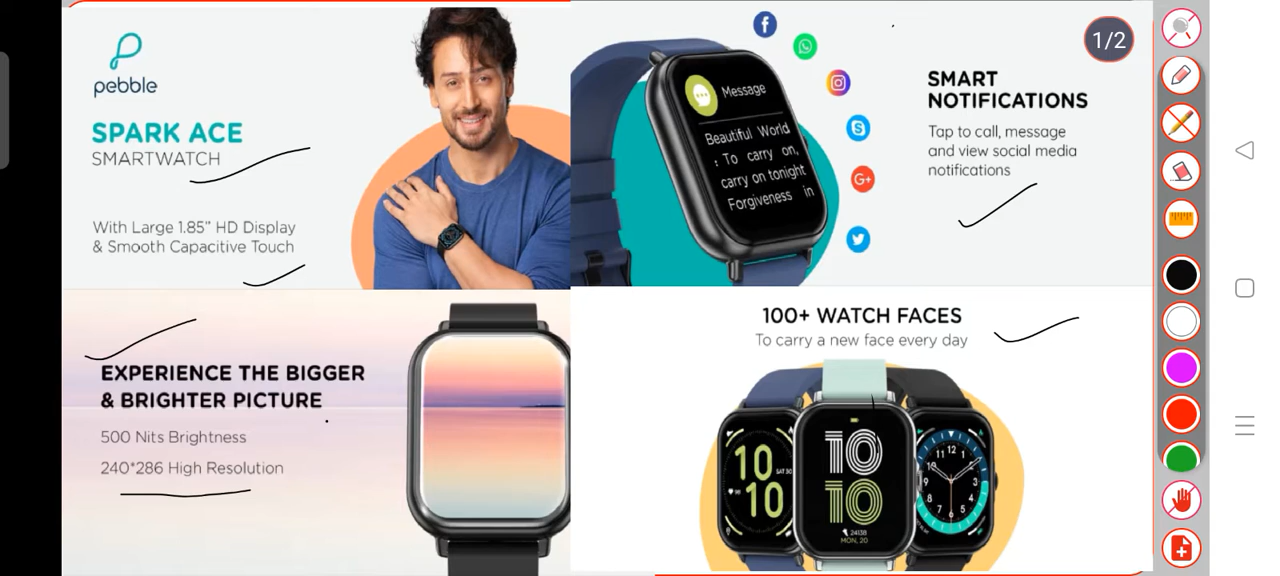 pebble
SPARK ACE
SMARTWATCH
With Large 1.85" HD Display
& Smooth Capacitive Touch
Message
Beautiful World
: To carry on,
carry on tonight
Forgiveness in
SMART
NOTIFICATIONS
Tap to call, message
and view social media
notifications
1/2
EXPERIENCE THE BIGGER
& BRIGHTER PICTURE
500 Nits Brightness
240*286 High Resolution
100+ WATCH FACES
To carry a new face every day
10
10
10
10
24138
MON, 20